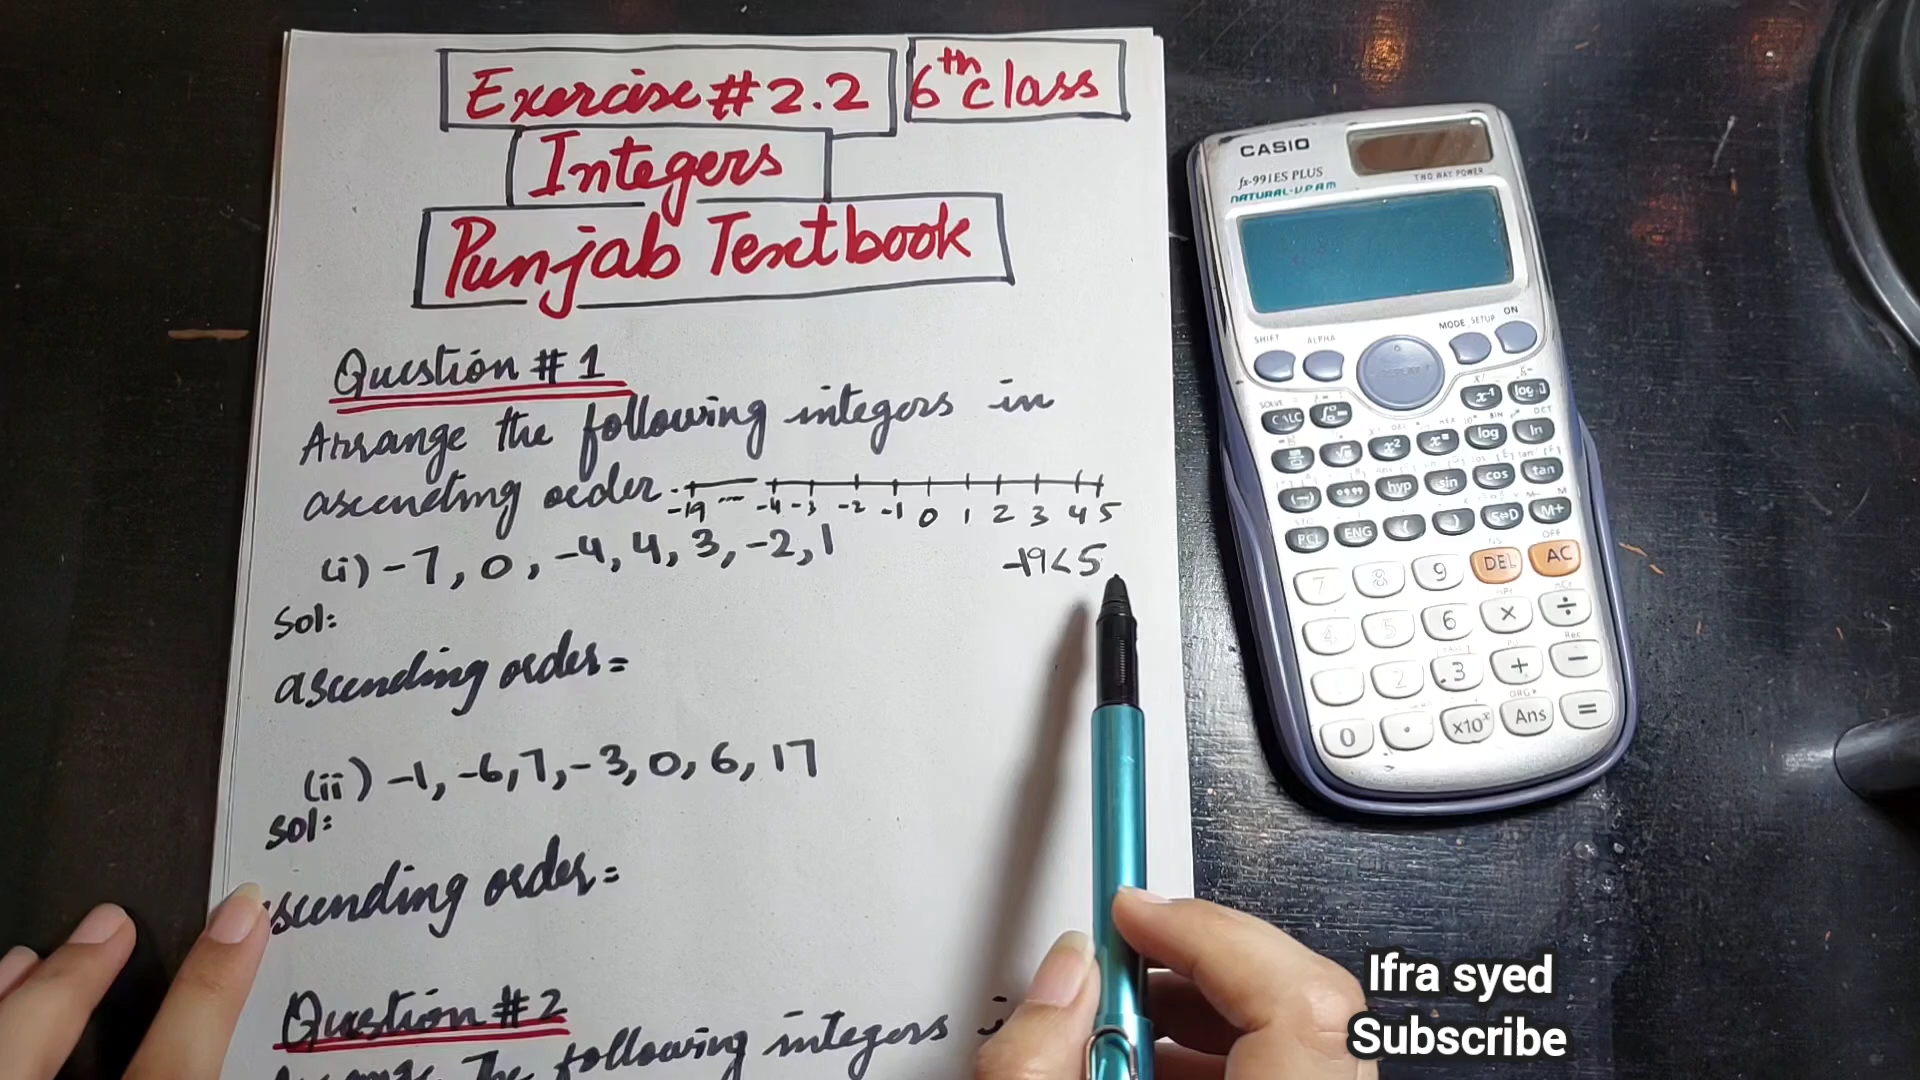 Exercise # 2.2
6th class
Integers
Punjab Textbook
Question # 1
Arrange the following integers in
ascending order.
-19 ... -4 -3 -2 -1 0 1 2 3 4 5
(i) -7, 0, -4, 4, 3, -2, 1
-19<5
Sol:
ascending order=
(ii) -1, -6, 7, -3, 0, 6, 17
Sol:
scending order=
Question # 2
The following integers
CASIO
fx-991ES PLUS
TWO WAY POWER
NATURAL-V.P.A.M.
SHIFT ALPHA MODE SETUP ON
CALC x⁻¹
x² log ln
(-) hyp sin cos tan
RCL ENG ( ) S⇔D M+
7 8 9 DEL AC
4 5 6 × ÷
1 2 3 + −
0 . ×10ˣ Ans =
Ifra syed
Subscribe